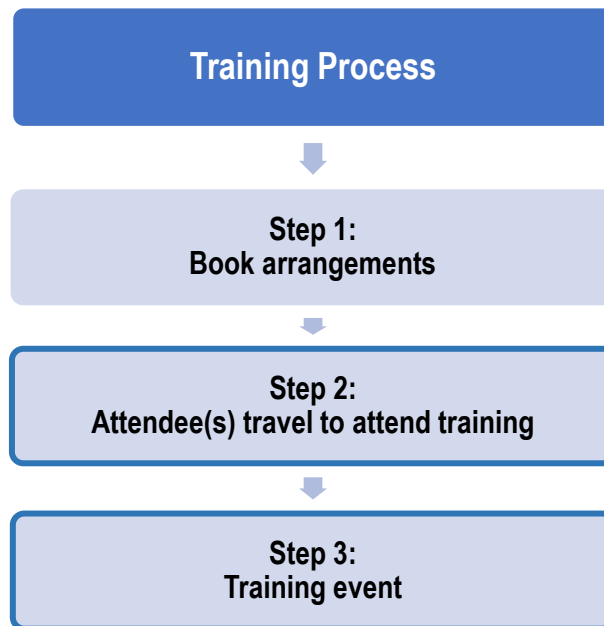 Training Process
Step 1:
Book arrangements
Step 2:
Attendee(s) travel to attend training
Step 3:
Training event